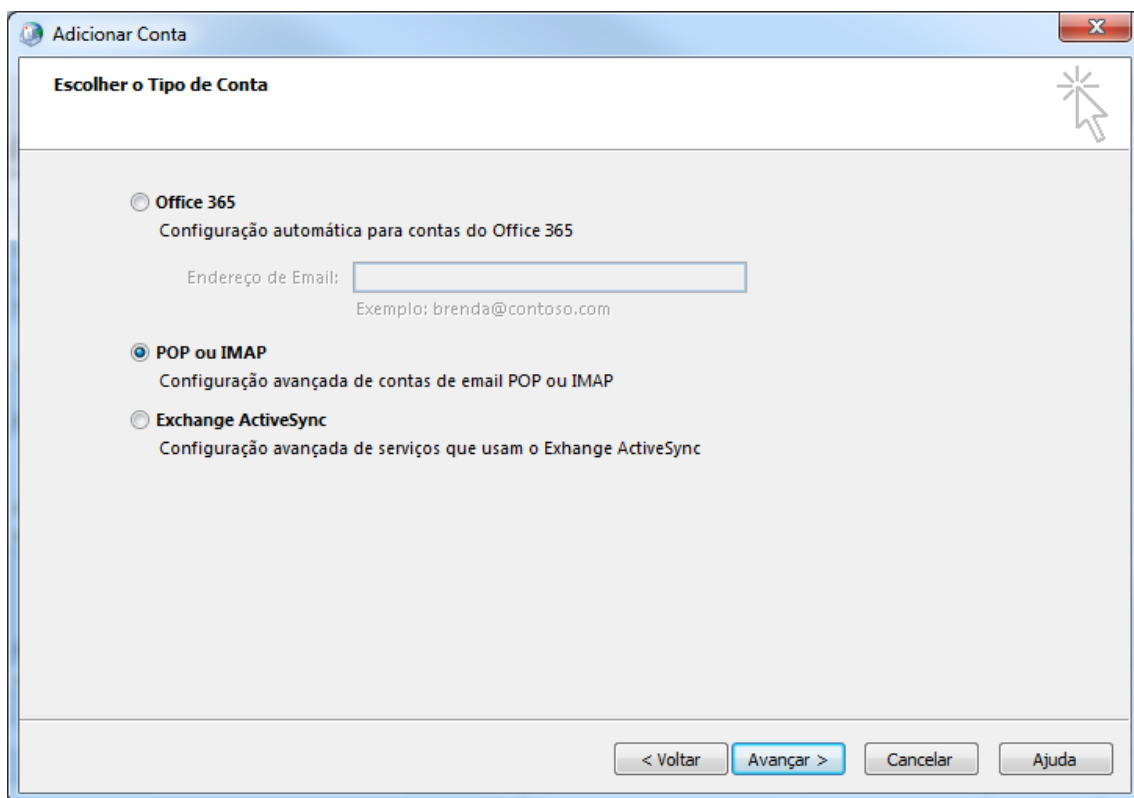 Adicionar Conta
Escolher o Tipo de Conta
Office 365
Configuração automática para contas do Office 365
Endereço de Email:
Exemplo: brenda@contoso.com
POP ou IMAP
Configuração avançada de contas de email POP ou IMAP
Exchange ActiveSync
Configuração avançada de serviços que usam o Exhange ActiveSync
< Voltar Avançar > Cancelar Ajuda